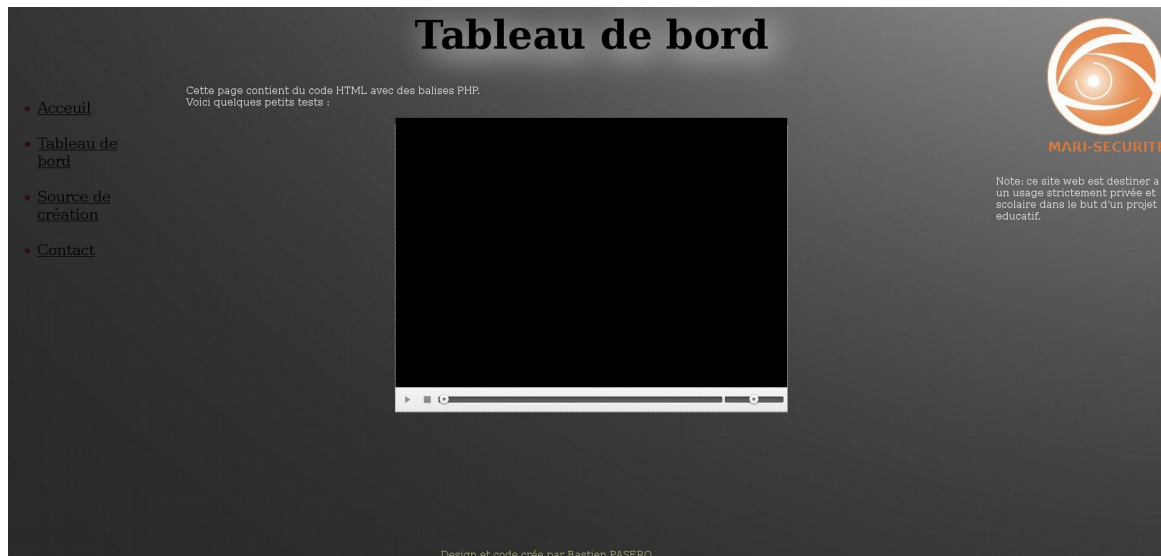 Tableau de bord
Cette page contient du code HTML avec des balises PHP.
Voici quelques petits tests :
Acceuil
Tableau de
bord
Source de
création
Contact
MARI-SECURITE
Note: ce site web est destiner a
un usage strictement privée et
scolaire dans le but d'un projet
educatif.
Design et code crée par Bastien PASERO